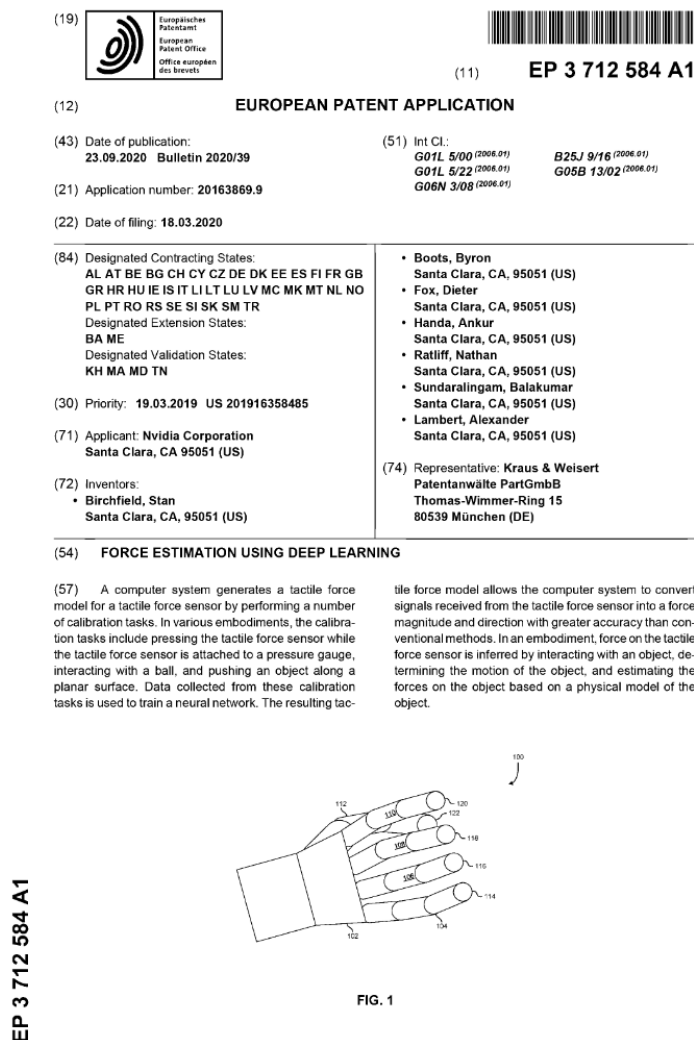 (19)
Europäisches
Patentamt
European
Patent Office
Office européen
des brevets
(11) EP 3 712 584 A1
(12) EUROPEAN PATENT APPLICATION
(43) Date of publication:
23.09.2020 Bulletin 2020/39
(21) Application number: 20163869.9
(22) Date of filing: 18.03.2020
(51) Int Cl.:
G01L 5/00 (2006.01) B25J 9/16 (2006.01)
G01L 5/22 (2006.01) G05B 13/02 (2006.01)
G06N 3/08 (2006.01)
(84) Designated Contracting States:
AL AT BE BG CH CY CZ DE DK EE ES FI FR GB
GR HR HU IE IS IT LI LT LU LV MC MK MT NL NO
PL PT RO RS SE SI SK SM TR
Designated Extension States:
BA ME
Designated Validation States:
KH MA MD TN
(30) Priority: 19.03.2019 US 201916358485
(71) Applicant: Nvidia Corporation
Santa Clara, CA 95051 (US)
(72) Inventors:
• Birchfield, Stan
Santa Clara, CA, 95051 (US)
• Boots, Byron
Santa Clara, CA, 95051 (US)
• Fox, Dieter
Santa Clara, CA, 95051 (US)
• Handa, Ankur
Santa Clara, CA, 95051 (US)
• Ratliff, Nathan
Santa Clara, CA, 95051 (US)
• Sundaralingam, Balakumar
Santa Clara, CA, 95051 (US)
• Lambert, Alexander
Santa Clara, CA, 95051 (US)
(74) Representative: Kraus & Weisert
Patentanwälte PartGmbB
Thomas-Wimmer-Ring 15
80539 München (DE)
(54) FORCE ESTIMATION USING DEEP LEARNING
(57) A computer system generates a tactile force
model for a tactile force sensor by performing a number
of calibration tasks. In various embodiments, the calibra-
tion tasks include pressing the tactile force sensor while
the tactile force sensor is attached to a pressure gauge,
interacting with a ball, and pushing an object along a
planar surface. Data collected from these calibration
tasks is used to train a neural network. The resulting tac-
tile force model allows the computer system to convert
signals received from the tactile force sensor into a force
magnitude and direction with greater accuracy than con-
ventional methods. In an embodiment, force on the tactile
force sensor is inferred by interacting with an object, de-
termining the motion of the object, and estimating the
forces on the object based on a physical model of the
object.
100
112
110
120
122
108
118
106
116
114
104
102
FIG. 1
EP 3 712 584 A1